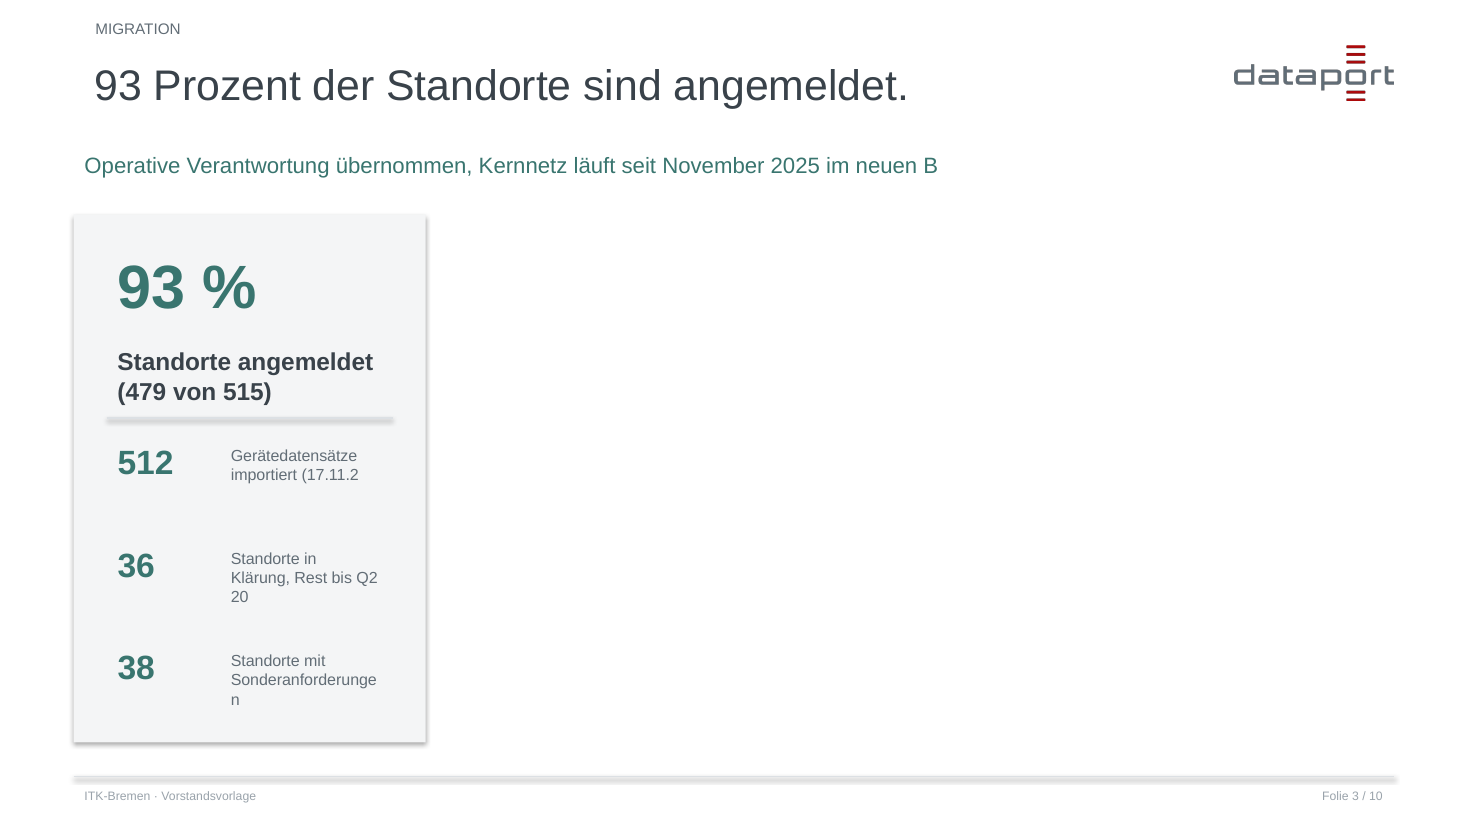 MIGRATION
93 Prozent der Standorte sind angemeldet.
dataport
Operative Verantwortung übernommen, Kernnetz läuft seit November 2025 im neuen B
93 %
Standorte angemeldet
(479 von 515)
512
Gerätedatensätze
importiert (17.11.2
36
Standorte in
Klärung, Rest bis Q2
20
38
Standorte mit
Sonderanforderunge
n
ITK-Bremen · Vorstandsvorlage
Folie 3 / 10